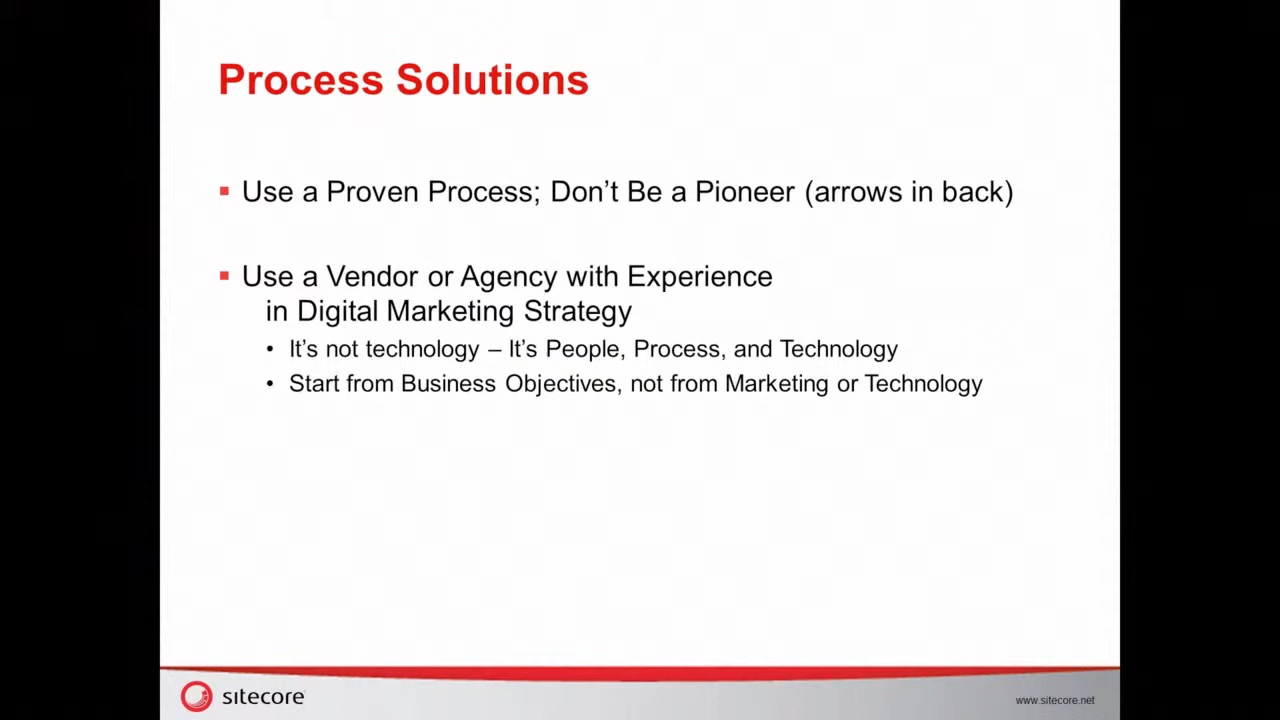 Process Solutions
Use a Proven Process; Don’t Be a Pioneer (arrows in back)
Use a Vendor or Agency with Experience
in Digital Marketing Strategy
• It’s not technology – It’s People, Process, and Technology
• Start from Business Objectives, not from Marketing or Technology
sitecore
www.sitecore.net